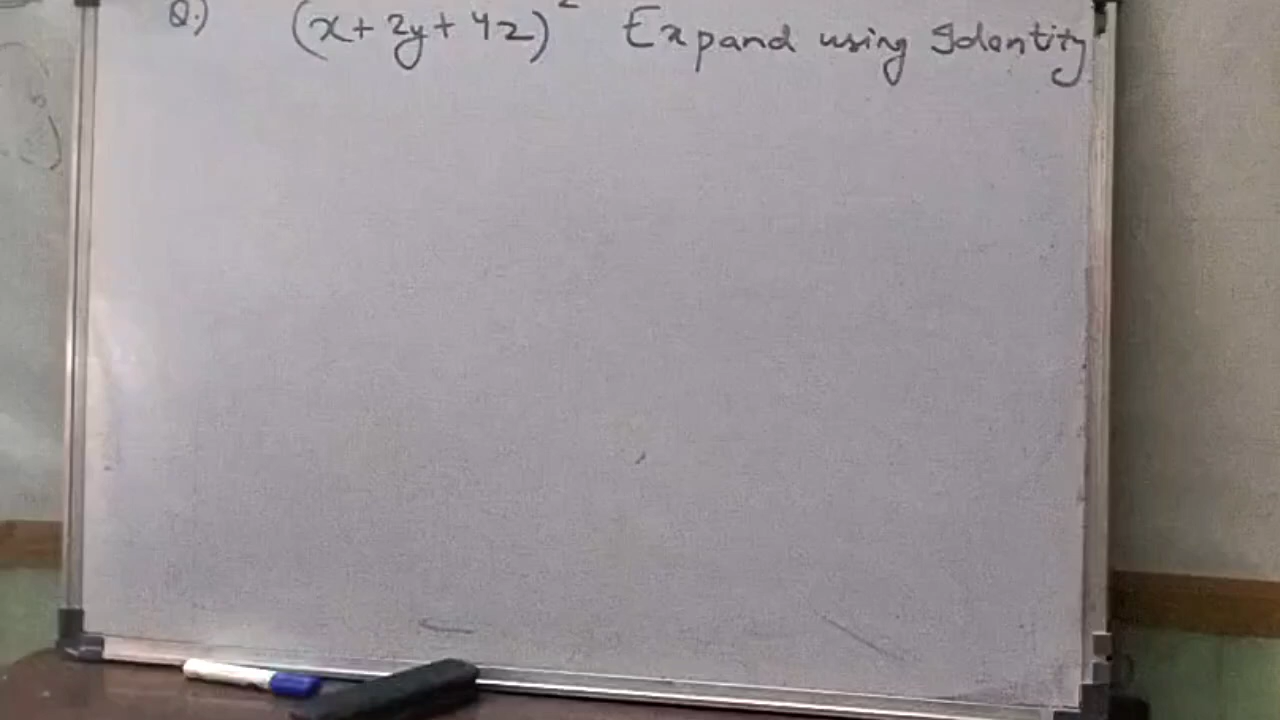 Q.) (x+2y+4z)² Expand using Identity